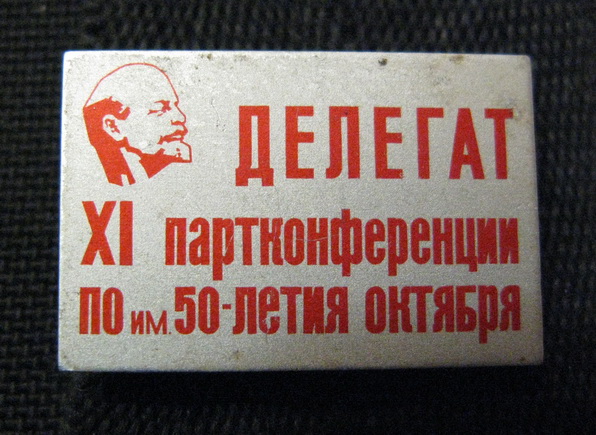 ДЕЛЕГАТ
XI партконференции
ПО им. 50-летия октября